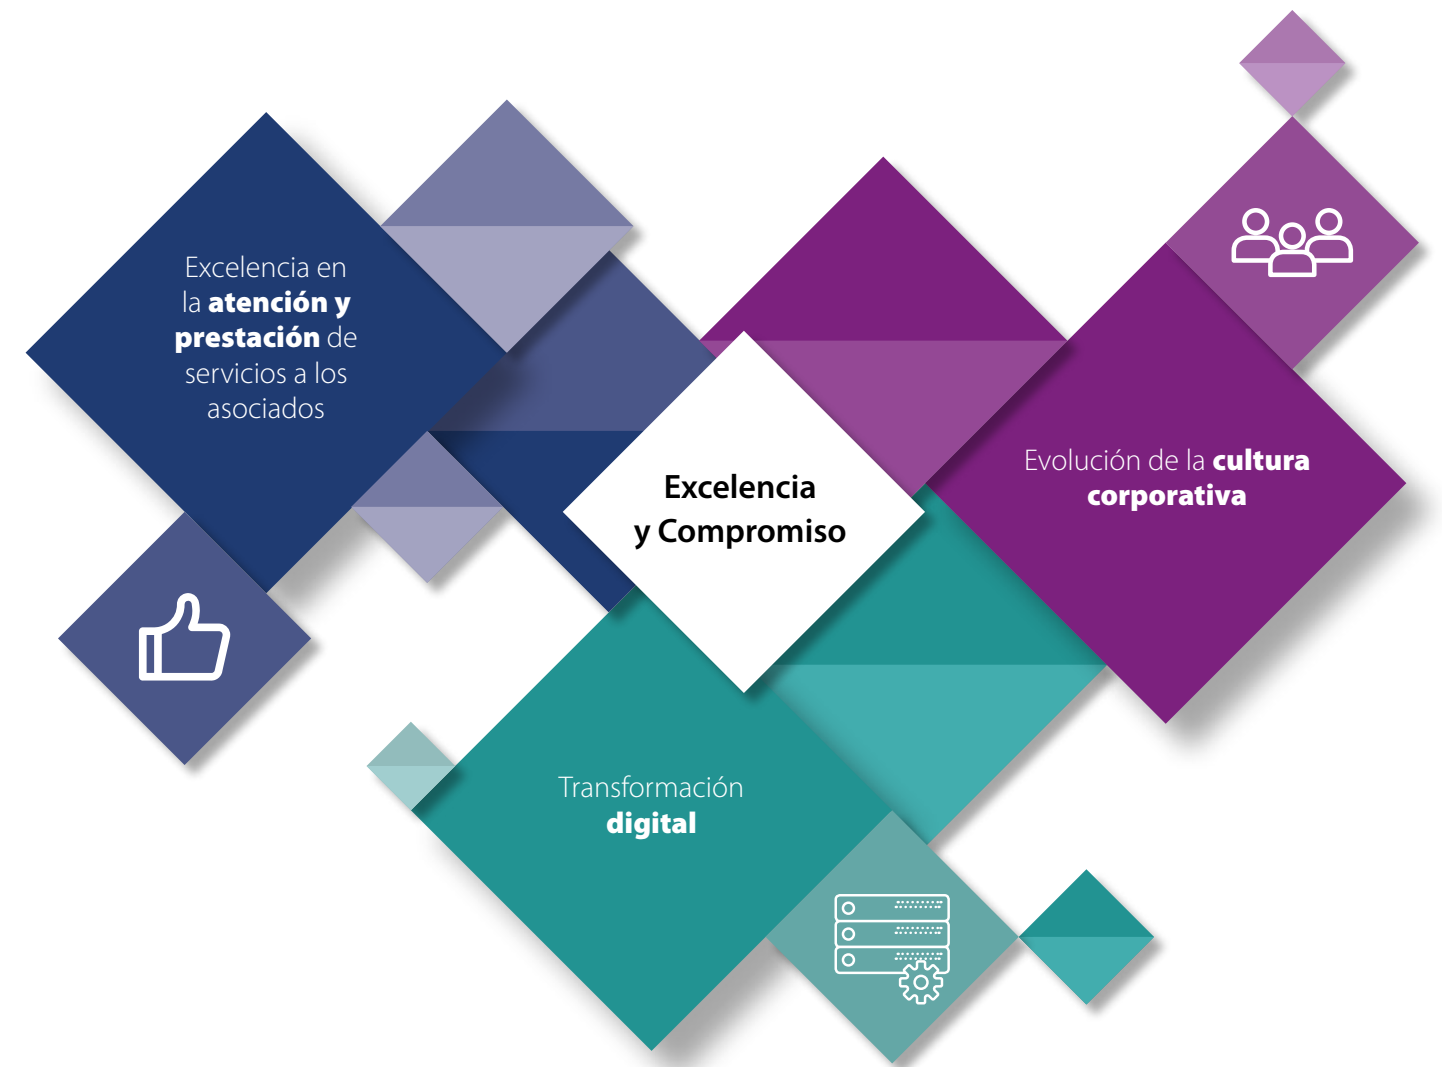 Excelencia en
la atención y
prestación de
servicios a los
asociados
Excelencia
y Compromiso
Evolución de la cultura
corporativa
Transformación
digital